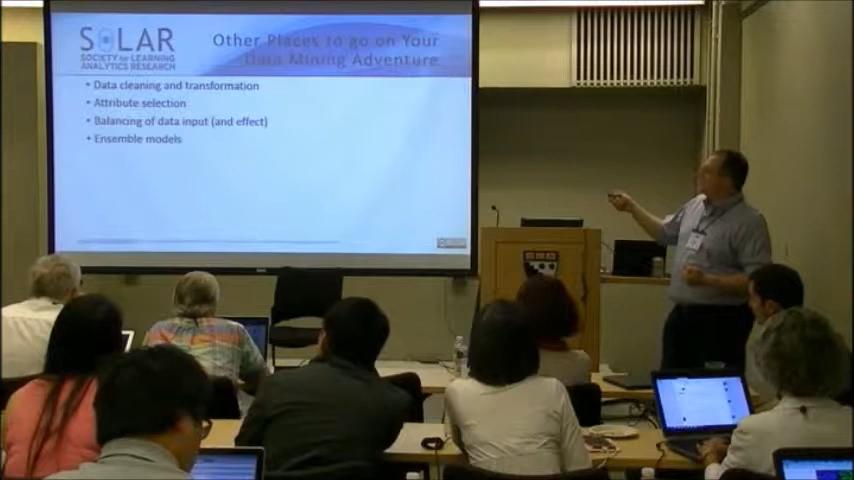 SOLAR
SOCIETY for LEARNING
ANALYTICS RESEARCH
Other Places to go on Your
Data Mining Adventure
• Data cleaning and transformation
• Attribute selection
• Balancing of data input (and effect)
• Ensemble models